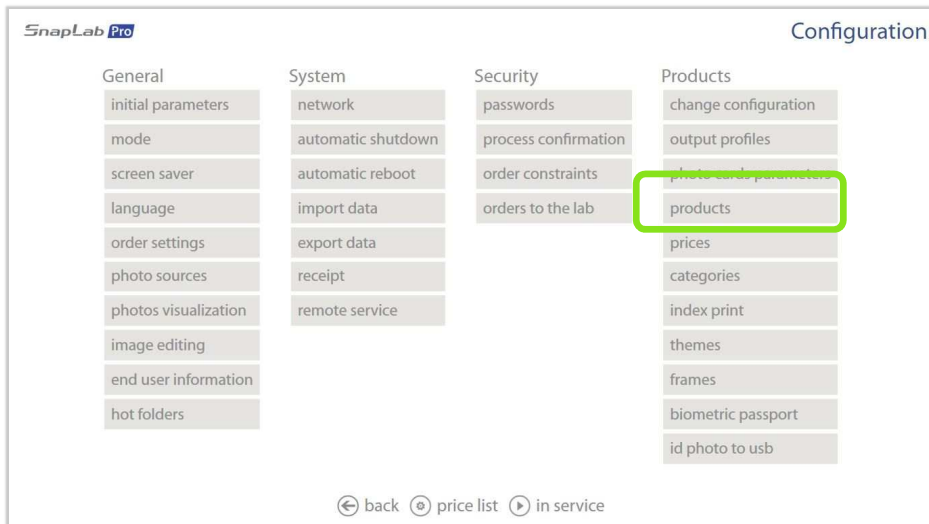 SnapLab Pro
Configuration
General
initial parameters
mode
screen saver
language
order settings
photo sources
photos visualization
image editing
end user information
hot folders
System
network
automatic shutdown
automatic reboot
import data
export data
receipt
remote service
Security
passwords
process confirmation
order constraints
orders to the lab
Products
change configuration
output profiles
photo cards parameters
products
prices
categories
index print
themes
frames
biometric passport
id photo to usb
back price list in service